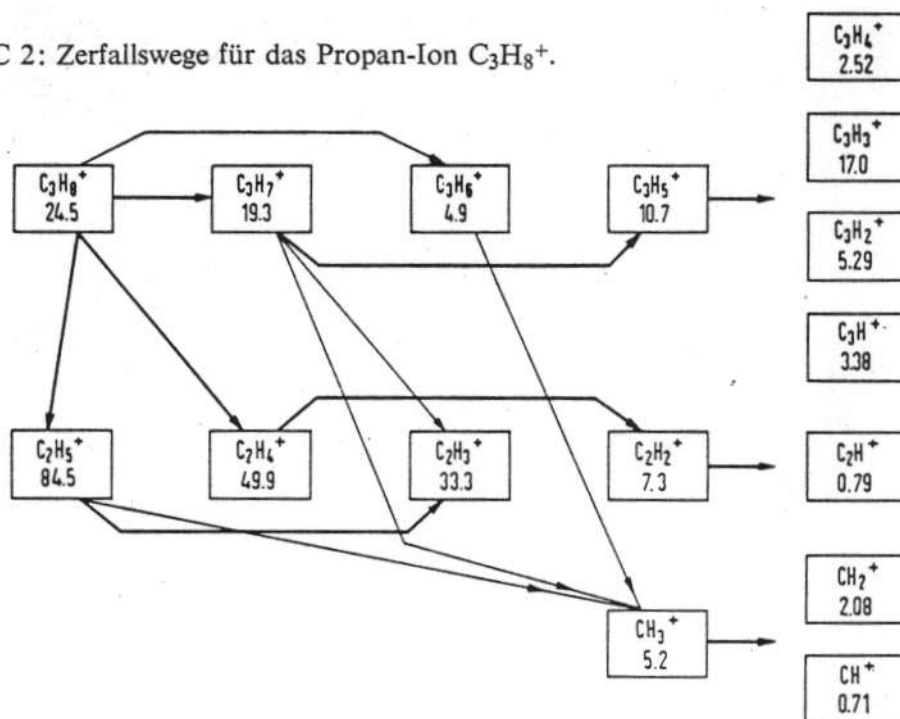 C 2: Zerfallswege für das Propan-Ion C₃H₈⁺.
C₃H₄⁺
2.52
C₃H₃⁺
17.0
C₃H₂⁺
5.29
C₃H⁺
3.38
C₃H₈⁺
24.5
C₃H₇⁺
19.3
C₃H₆⁺
4.9
C₃H₅⁺
10.7
C₂H₅⁺
84.5
C₂H₄⁺
49.9
C₂H₃⁺
33.3
C₂H₂⁺
7.3
C₂H⁺
0.79
CH₃⁺
5.2
CH₂⁺
2.08
CH⁺
0.71